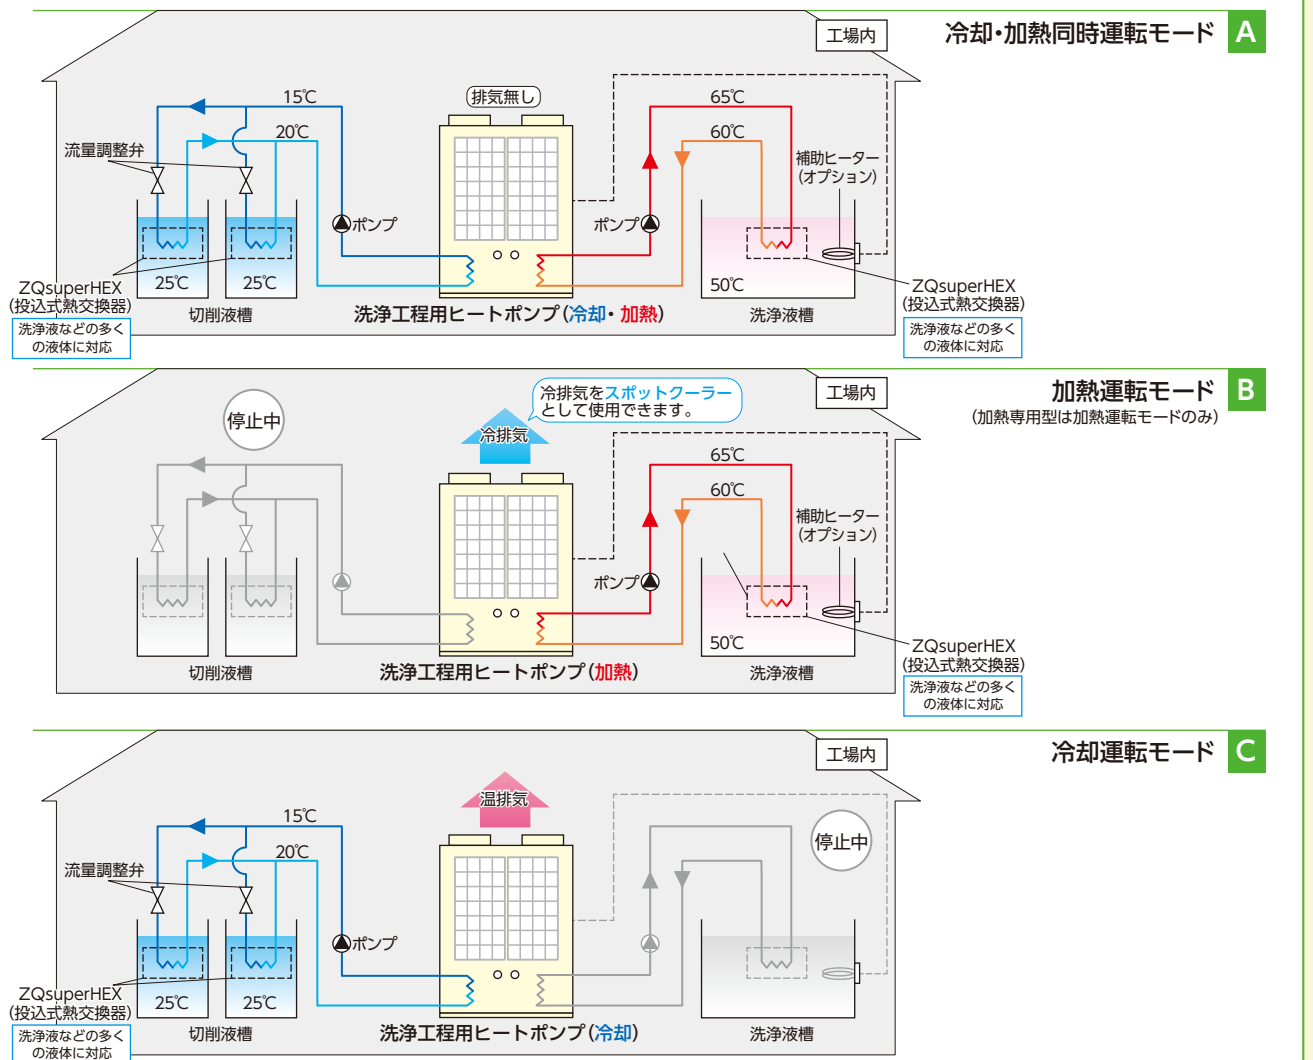 工場内
冷却・加熱同時運転モード A
15℃
排気無し
65℃
20℃
60℃
流量調整弁
補助ヒーター
(オプション)
ポンプ
ポンプ
25℃
25℃
50℃
ZQsuperHEX
(投込式熱交換器)
洗浄液などの多く
の液体に対応
切削液槽
洗浄工程用ヒートポンプ(冷却・加熱)
洗浄液槽
ZQsuperHEX
(投込式熱交換器)
洗浄液などの多く
の液体に対応
工場内
加熱運転モード B
(加熱専用型は加熱運転モードのみ)
冷排気をスポットクーラー
として使用できます。
停止中
冷排気
65℃
60℃
補助ヒーター
(オプション)
ポンプ
50℃
切削液槽
洗浄工程用ヒートポンプ(加熱)
洗浄液槽
ZQsuperHEX
(投込式熱交換器)
洗浄液などの多く
の液体に対応
工場内
冷却運転モード C
温排気
15℃
停止中
20℃
流量調整弁
ポンプ
25℃
25℃
ZQsuperHEX
(投込式熱交換器)
洗浄液などの多く
の液体に対応
切削液槽
洗浄工程用ヒートポンプ(冷却)
洗浄液槽